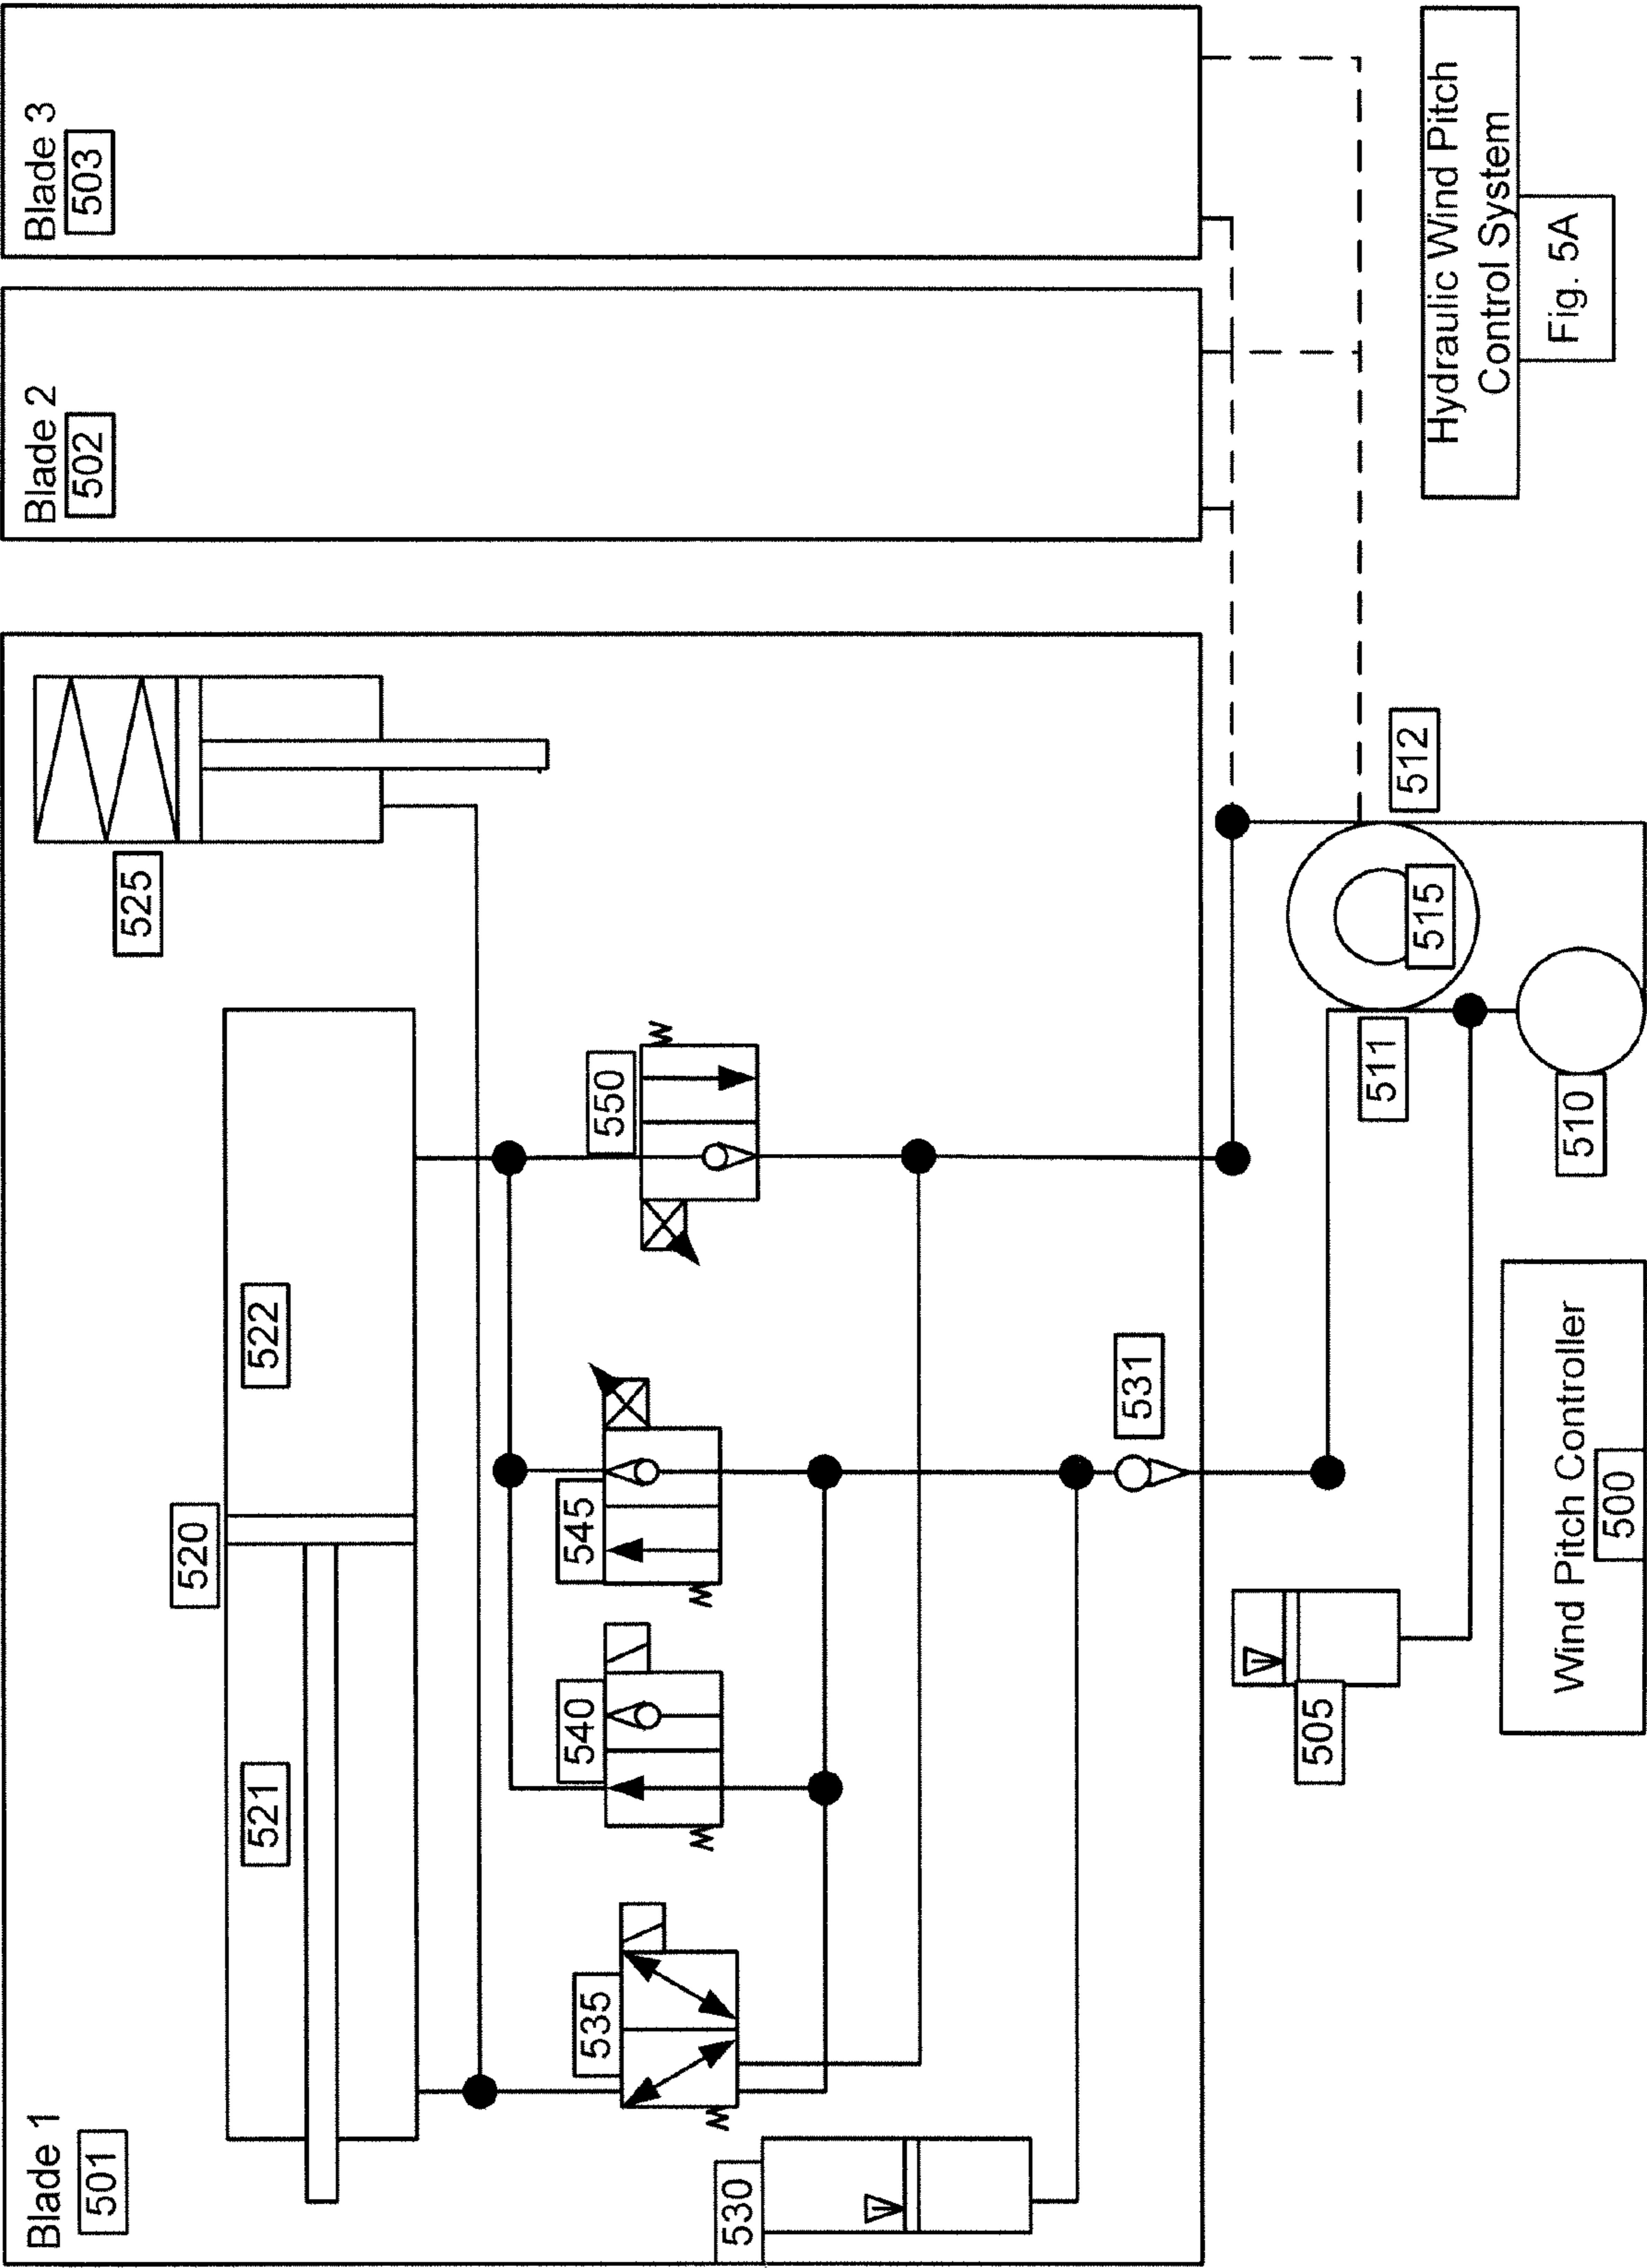 Blade 1
501
Blade 2
502
Blade 3
503
520
521
522
525
535
540
545
550
530
531
505
511
515
512
510
Wind Pitch Controller
500
Hydraulic Wind Pitch
Control System
Fig. 5A